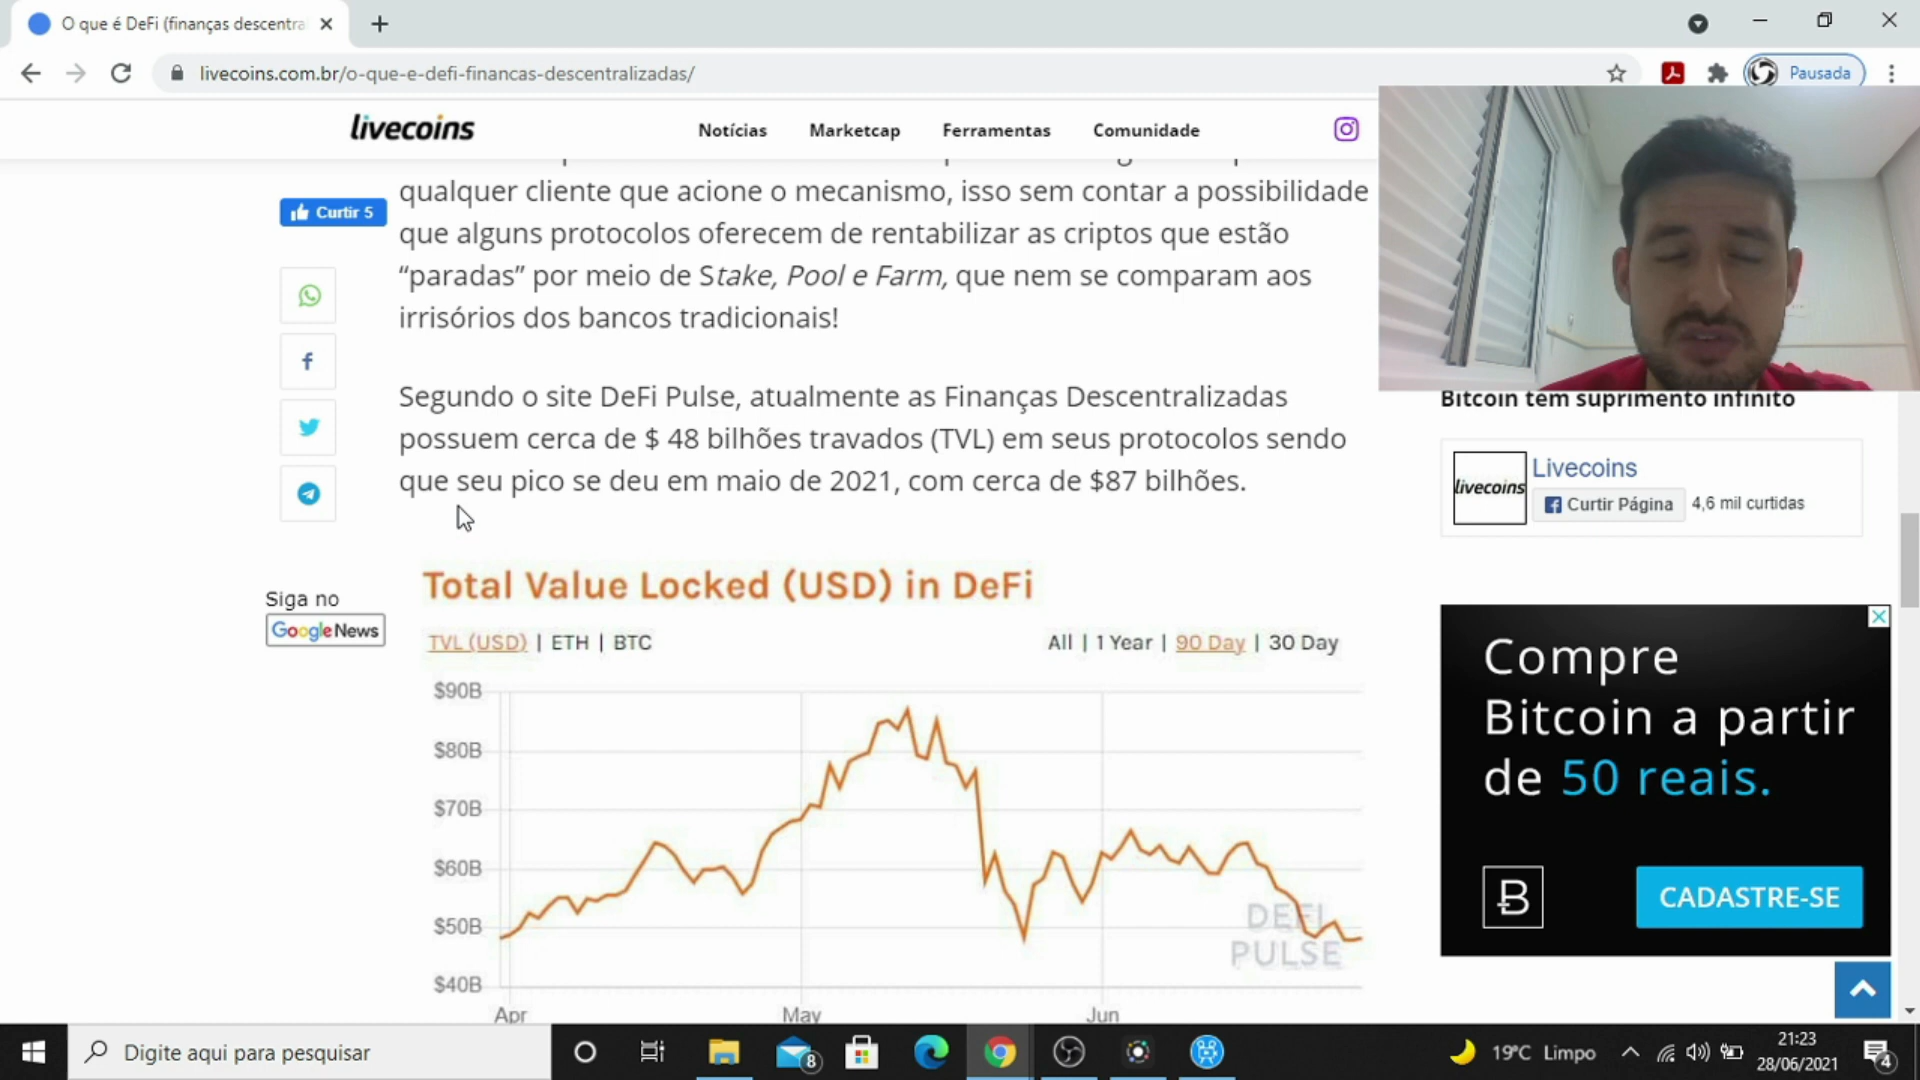 O que é DeFi (finanças descentra
livecoins.com.br/o-que-e-defi-financas-descentralizadas/
Pausada
livecoins
Notícias
Marketcap
Ferramentas
Comunidade
Curtir 5
qualquer cliente que acione o mecanismo, isso sem contar a possibilidade
que alguns protocolos oferecem de rentabilizar as criptos que estão
“paradas” por meio de Stake, Pool e Farm, que nem se comparam aos
irrisórios dos bancos tradicionais!
Segundo o site DeFi Pulse, atualmente as Finanças Descentralizadas
possuem cerca de $ 48 bilhões travados (TVL) em seus protocolos sendo
que seu pico se deu em maio de 2021, com cerca de $87 bilhões.
Siga no
Google News
Total Value Locked (USD) in DeFi
TVL (USD) | ETH | BTC
All | 1 Year | 90 Day | 30 Day
$90B
$80B
$70B
$60B
$50B
$40B
Apr
May
Jun
DEFI
PULSE
Bitcoin tem suprimento infinito
livecoins
Livecoins
Curtir Página
4,6 mil curtidas
Compre
Bitcoin a partir
de 50 reais.
CADASTRE-SE
Digite aqui para pesquisar
8
19°C Limpo
21:23
28/06/2021
4